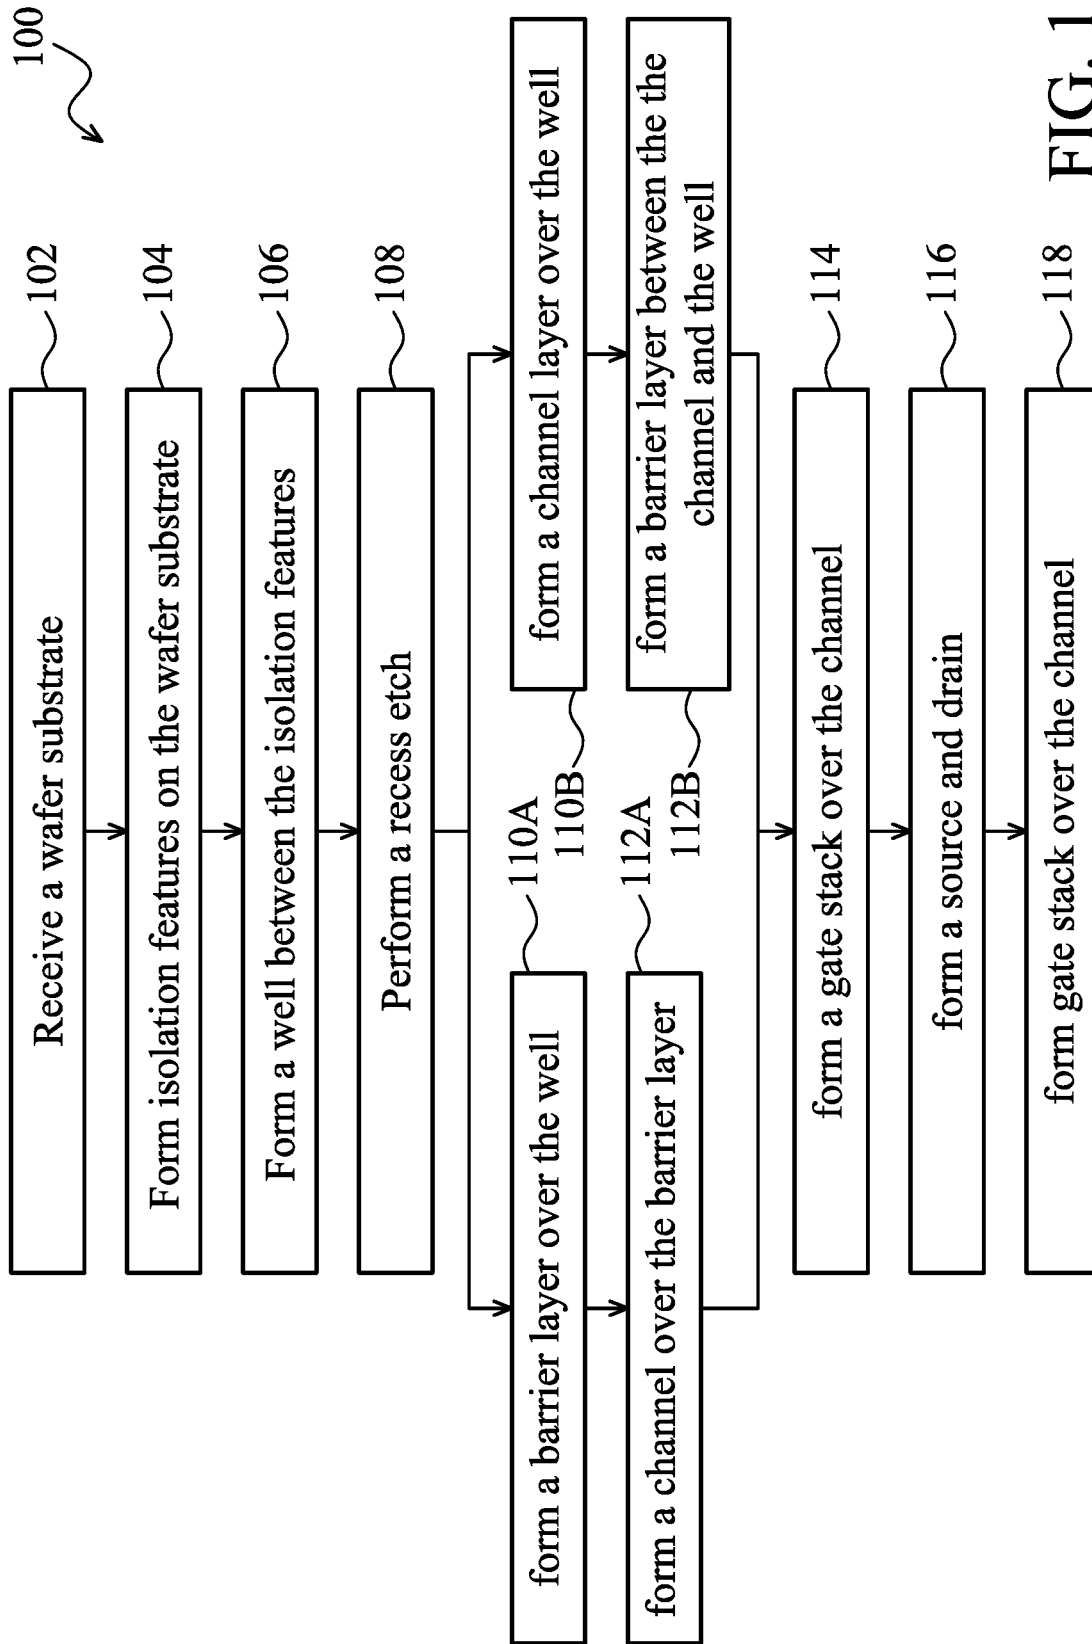 100
Receive a wafer substrate
102
Form isolation features on the wafer substrate
104
Form a well between the isolation features
106
Perform a recess etch
108
form a barrier layer over the well
110A
form a channel layer over the well
110B
form a channel over the barrier layer
112A
form a barrier layer between the the
channel and the well
112B
form a gate stack over the channel
114
form a source and drain
116
form gate stack over the channel
118
FIG. 1